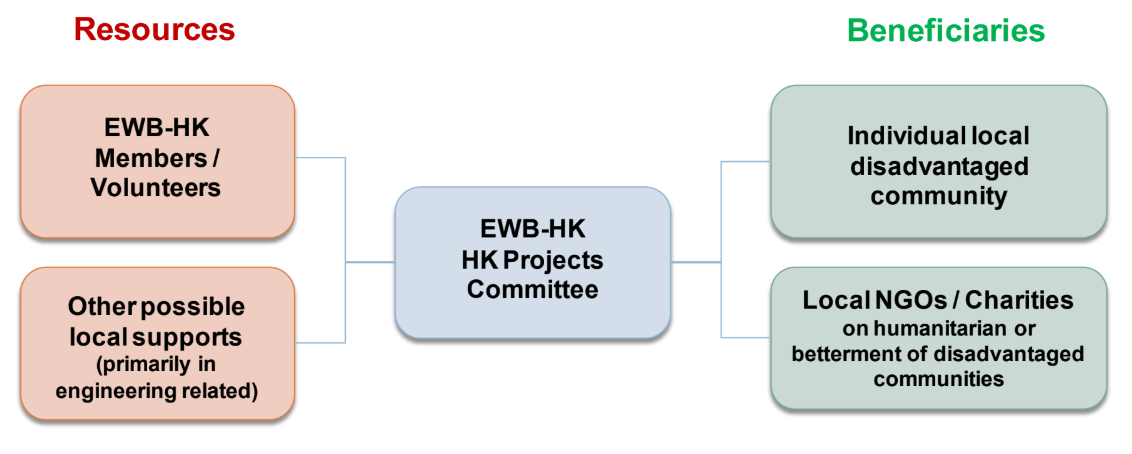 Resources
Beneficiaries
EWB-HK
Members /
Volunteers
Other possible
local supports
(primarily in
engineering related)
EWB-HK
HK Projects
Committee
Individual local
disadvantaged
community
Local NGOs / Charities
on humanitarian or
betterment of disadvantaged
communities